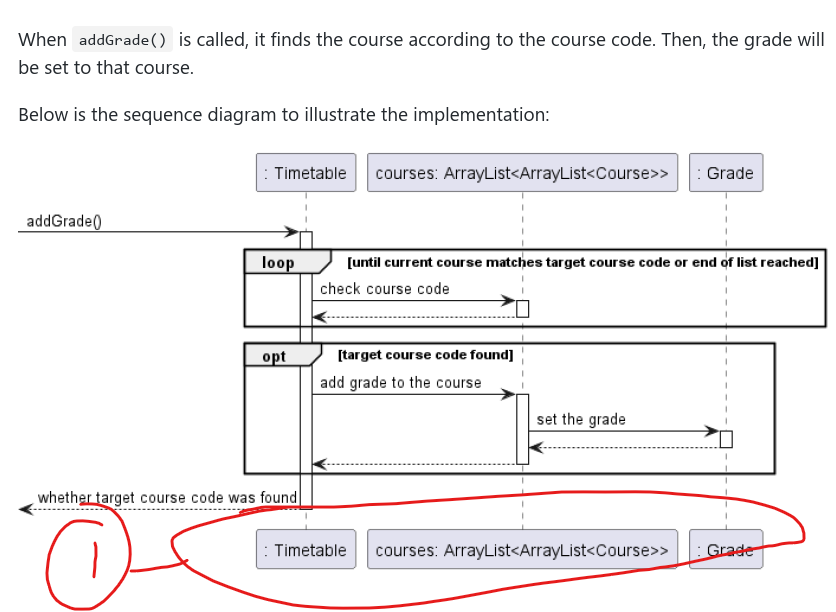 When addGrade() is called, it finds the course according to the course code. Then, the grade will
be set to that course.
Below is the sequence diagram to illustrate the implementation:
: Timetable
courses: ArrayList<ArrayList<Course>>
: Grade
addGrade()
loop
[until current course matches target course code or end of list reached]
check course code
opt
[target course code found]
add grade to the course
set the grade
whether target course code was found
: Timetable
courses: ArrayList<ArrayList<Course>>
: Grade
1